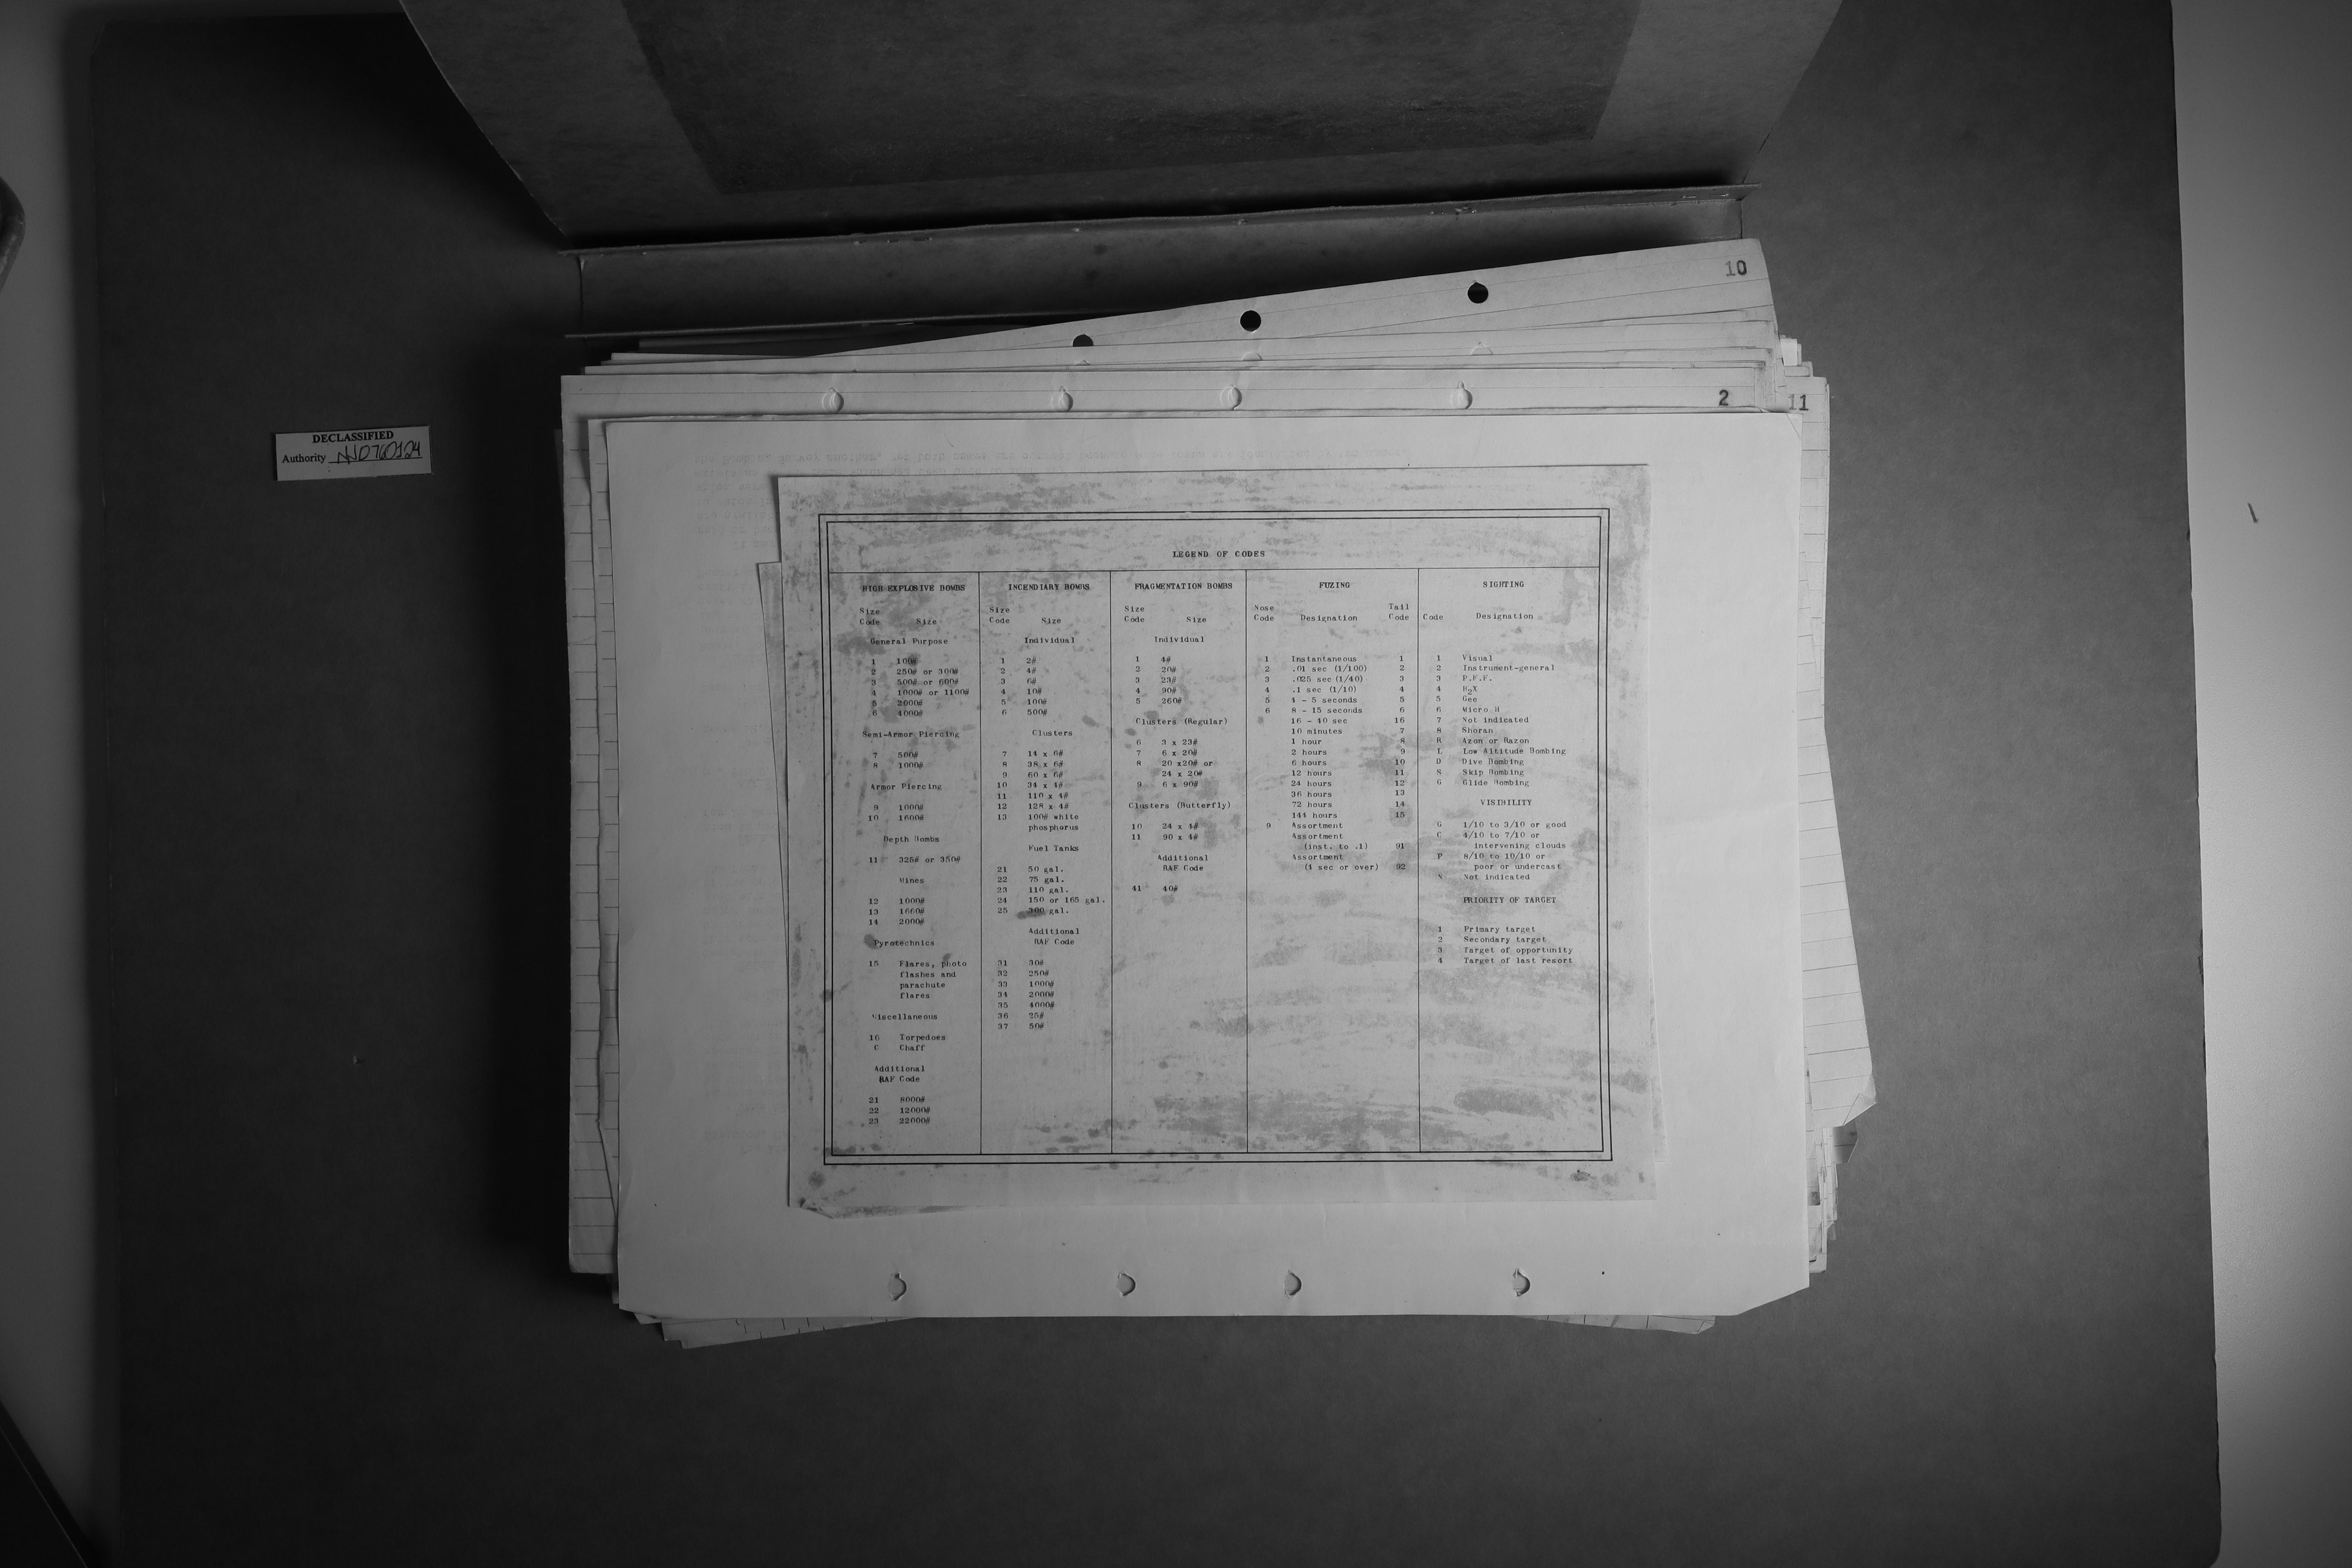 10
2
11
DECLASSIFIED
Authority NND760124
LEGEND OF CODES
HIGH EXPLOSIVE BOMBS
Size
Code Size
General Purpose
1 100#
2 250# or 300#
3 500# or 600#
4 1000# or 1100#
5 2000#
6 4000#
Semi-Armor Piercing
7 500#
8 1000#
Armor Piercing
9 1000#
10 1600#
Depth Bombs
11 325# or 350#
Mines
12 1000#
13 1660#
14 2000#
Pyrotechnics
15 Flares, photo
flashes and
parachute
flares
Miscellaneous
16 Torpedoes
C Chaff
Additional
RAF Code
21 8000#
22 12000#
23 22000#
INCENDIARY BOMBS
Size
Code Size
Individual
1 2#
2 4#
3 6#
4 10#
5 100#
6 500#
Clusters
7 14 x 6#
8 38 x 6#
9 60 x 6#
10 34 x 4#
11 110 x 4#
12 128 x 4#
13 100# white
phosphorus
Fuel Tanks
21 50 gal.
22 75 gal.
23 110 gal.
24 150 or 165 gal.
25 300 gal.
Additional
RAF Code
31 30#
32 250#
33 1000#
34 2000#
35 4000#
36 25#
37 50#
FRAGMENTATION BOMBS
Size
Code Size
Individual
1 4#
2 20#
3 23#
4 90#
5 260#
Clusters (Regular)
6 3 x 23#
7 6 x 20#
8 20 x20# or
24 x 20#
9 6 x 90#
Clusters (Butterfly)
10 24 x 4#
11 90 x 4#
Additional
RAF Code
41 40#
FUZING
Nose Tail
Code Designation Code
1 Instantaneous 1
2 .01 sec (1/100) 2
3 .025 sec (1/40) 3
4 .1 sec (1/10) 4
5 4 - 5 seconds 5
6 8 - 15 seconds 6
16 - 40 sec 16
10 minutes 7
1 hour 8
2 hours 9
6 hours 10
12 hours 11
24 hours 12
36 hours 13
72 hours 14
144 hours 15
9 Assortment
Assortment
(inst. to .1) 91
Assortment
(4 sec or over) 92
SIGHTING
Code Designation
1 Visual
2 Instrument-general
3 P.F.F.
4 H2X
5 Gee
6 Micro H
7 Not indicated
8 Shoran
R Azon or Razon
L Low Altitude Bombing
D Dive Bombing
S Skip Bombing
G Glide Bombing
VISIBILITY
G 1/10 to 3/10 or good
C 4/10 to 7/10 or
intervening clouds
P 8/10 to 10/10 or
poor or undercast
N Not indicated
PRIORITY OF TARGET
1 Primary target
2 Secondary target
3 Target of opportunity
4 Target of last resort